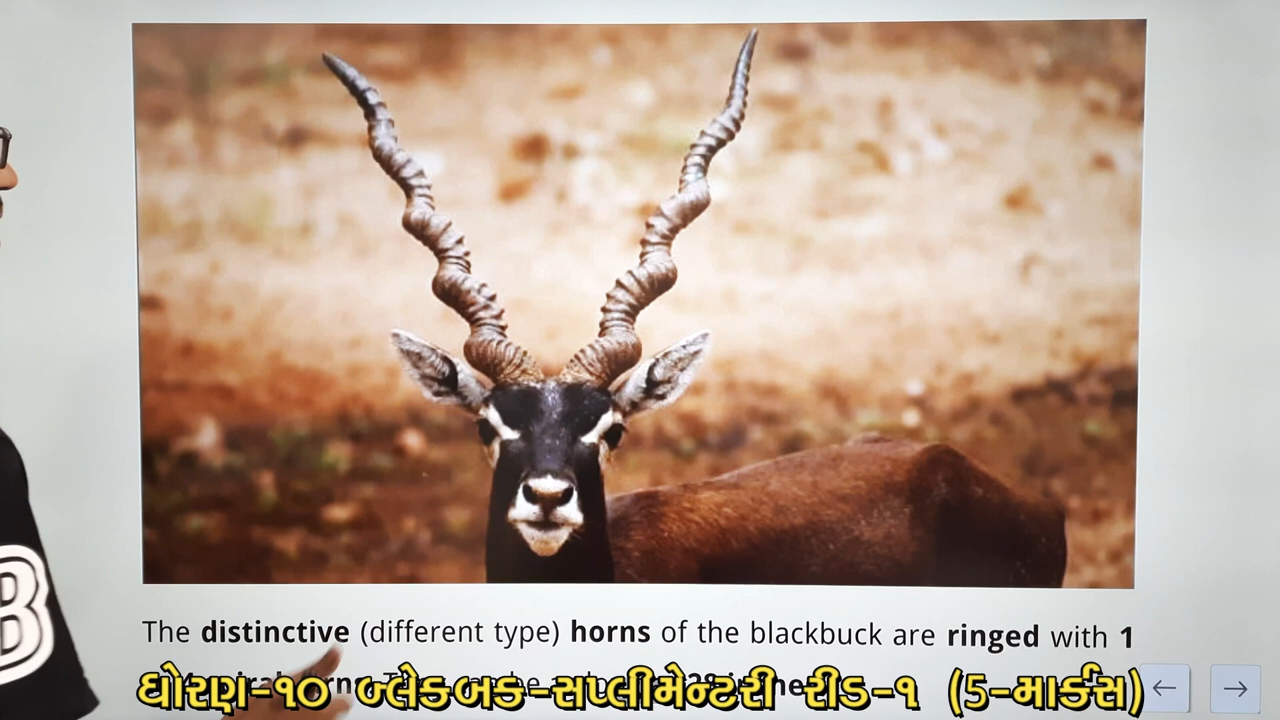 B
The distinctive (different type) horns of the blackbuck are ringed with 1
ધોરણ-૧૦ બ્લેકબક-સપ્લીમેન્ટરી રીડ-૧ (5-માર્ક્સ)
← →